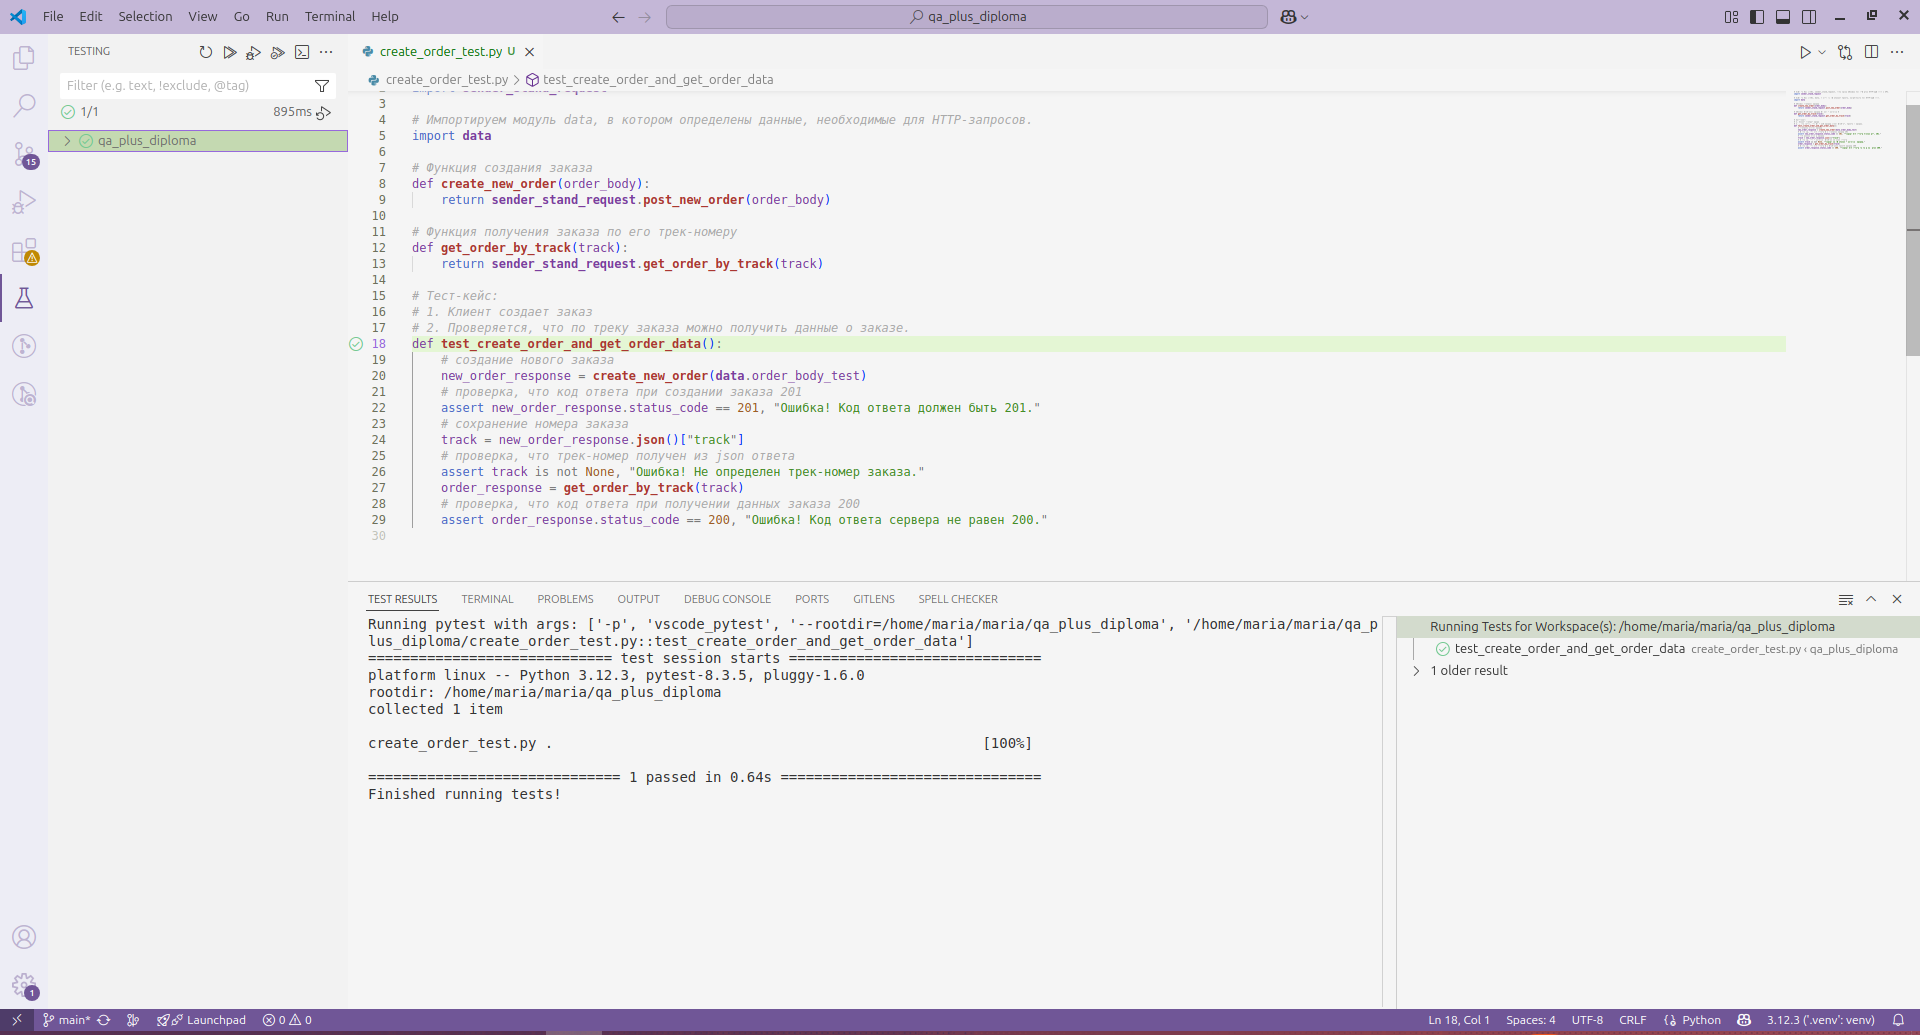 File Edit Selection View Go Run Terminal Help
qa_plus_diploma
TESTING
Filter (e.g. text, !exclude, @tag)
1/1 895ms
qa_plus_diploma
15
1
create_order_test.py U
create_order_test.py > test_create_order_and_get_order_data
3
4 # Импортируем модуль data, в котором определены данные, необходимые для HTTP-запросов.
5 import data
6
7 # Функция создания заказа
8 def create_new_order(order_body):
9 return sender_stand_request.post_new_order(order_body)
10
11 # Функция получения заказа по его трек-номеру
12 def get_order_by_track(track):
13 return sender_stand_request.get_order_by_track(track)
14
15 # Тест-кейс:
16 # 1. Клиент создает заказ
17 # 2. Проверяется, что по треку заказа можно получить данные о заказе.
18 def test_create_order_and_get_order_data():
19 # создание нового заказа
20 new_order_response = create_new_order(data.order_body_test)
21 # проверка, что код ответа при создании заказа 201
22 assert new_order_response.status_code == 201, "Ошибка! Код ответа должен быть 201."
23 # сохранение номера заказа
24 track = new_order_response.json()["track"]
25 # проверка, что трек-номер получен из json ответа
26 assert track is not None, "Ошибка! Не определен трек-номер заказа."
27 order_response = get_order_by_track(track)
28 # проверка, что код ответа при получении данных заказа 200
29 assert order_response.status_code == 200, "Ошибка! Код ответа сервера не равен 200."
30
TEST RESULTS TERMINAL PROBLEMS OUTPUT DEBUG CONSOLE PORTS GITLENS SPELL CHECKER
Running pytest with args: ['-p', 'vscode_pytest', '--rootdir=/home/maria/maria/qa_plus_diploma', '/home/maria/maria/qa_p
lus_diploma/create_order_test.py::test_create_order_and_get_order_data']
============================= test session starts ==============================
platform linux -- Python 3.12.3, pytest-8.3.5, pluggy-1.6.0
rootdir: /home/maria/maria/qa_plus_diploma
collected 1 item
create_order_test.py . [100%]
============================== 1 passed in 0.64s ===============================
Finished running tests!
Running Tests for Workspace(s): /home/maria/maria/qa_plus_diploma
test_create_order_and_get_order_data create_order_test.py ‹ qa_plus_diploma
1 older result
main* Launchpad 0 0 Ln 18, Col 1 Spaces: 4 UTF-8 CRLF Python 3.12.3 ('.venv': venv)